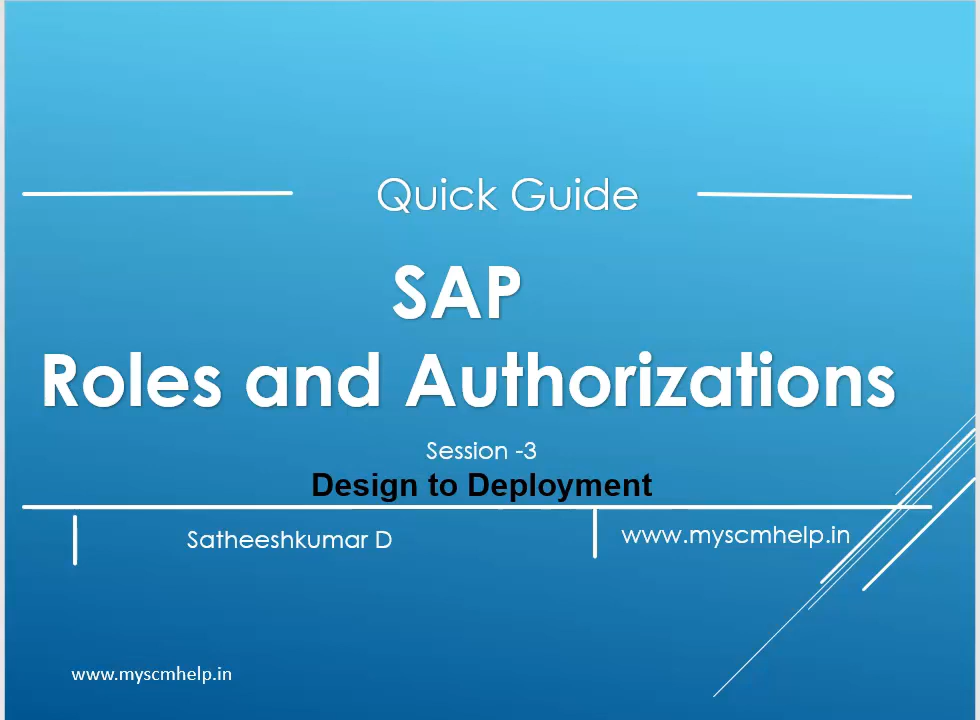 Quick Guide
SAP
Roles and Authorizations
Session -3
Design to Deployment
Satheeshkumar D
www.myscmhelp.in
www.myscmhelp.in